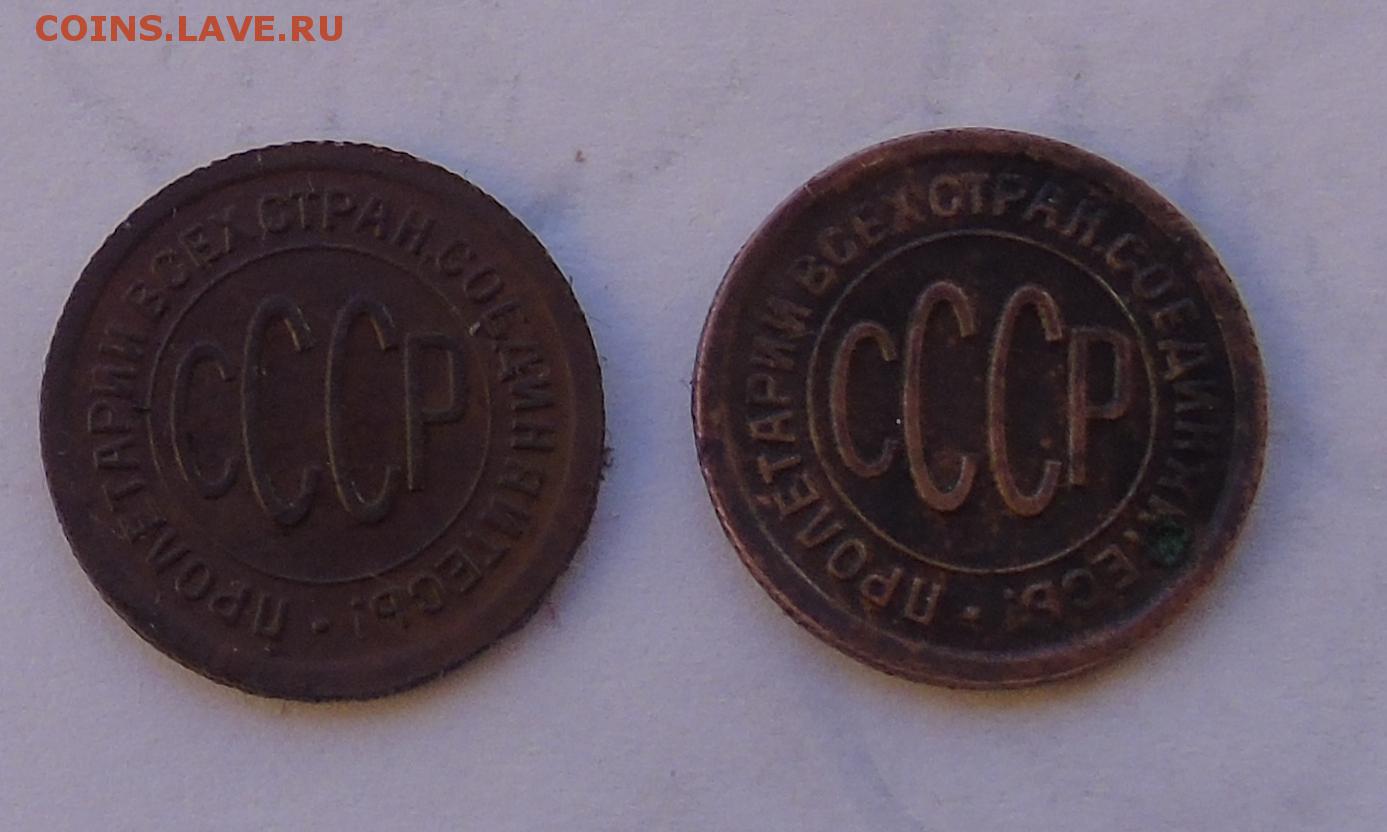 COINS.LAVE.RU
ПРОЛЕТАРИИ ВСЕХ СТРАН, СОЕДИНЯЙТЕСЬ!
СССР
ПРОЛЕТАРИИ ВСЕХ СТРАН, СОЕДИНЯЙТЕСЬ!
СССР